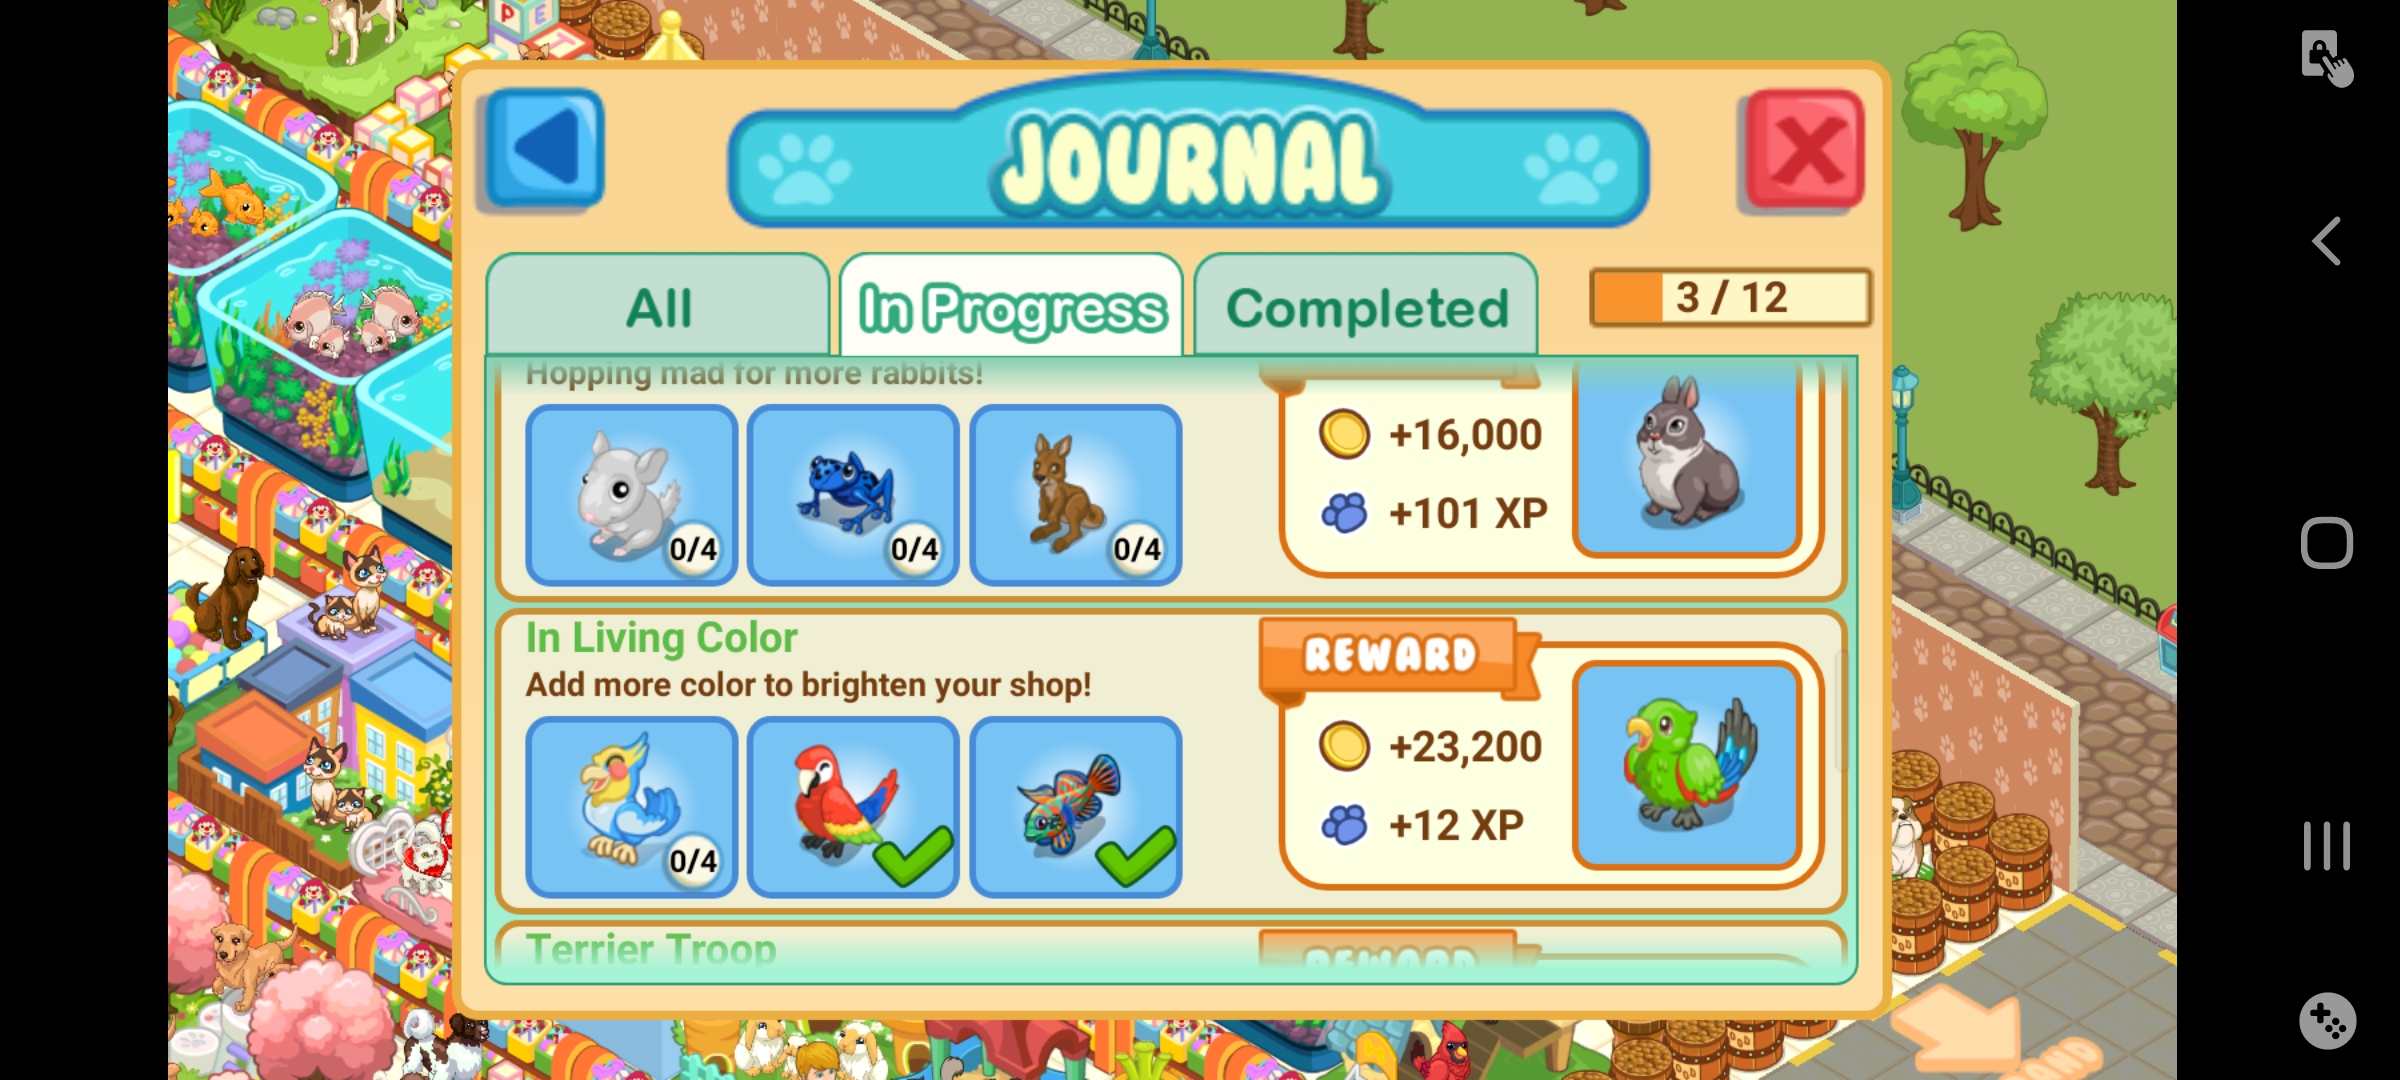 JOURNAL
All
In Progress
Completed
3 / 12
Hopping mad for more rabbits!
0/4
0/4
0/4
+16,000
+101 XP
In Living Color
Add more color to brighten your shop!
0/4
REWARD
+23,200
+12 XP
Terrier Troop
REWARD